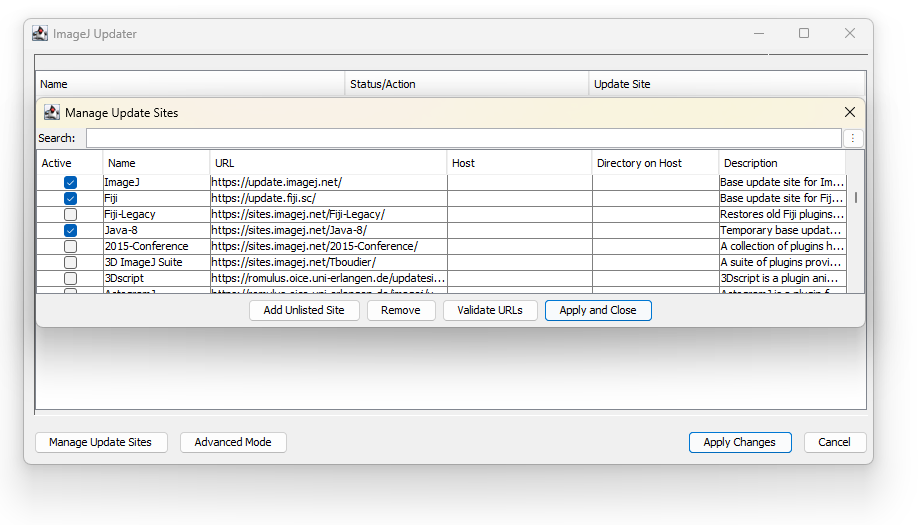 ImageJ Updater
Name Status/Action Update Site
Manage Update Sites
Search:
Active Name URL Host Directory on Host Description
ImageJ https://update.imagej.net/ Base update site for Im...
Fiji https://update.fiji.sc/ Base update site for Fij...
Fiji-Legacy https://sites.imagej.net/Fiji-Legacy/ Restores old Fiji plugins...
Java-8 https://sites.imagej.net/Java-8/ Temporary base updat...
2015-Conference https://sites.imagej.net/2015-Conference/ A collection of plugins h...
3D ImageJ Suite https://sites.imagej.net/Tboudier/ A suite of plugins provi...
3Dscript https://romulus.oice.uni-erlangen.de/updatesi... 3Dscript is a plugin ani...
Add Unlisted Site Remove Validate URLs Apply and Close
Manage Update Sites Advanced Mode Apply Changes Cancel